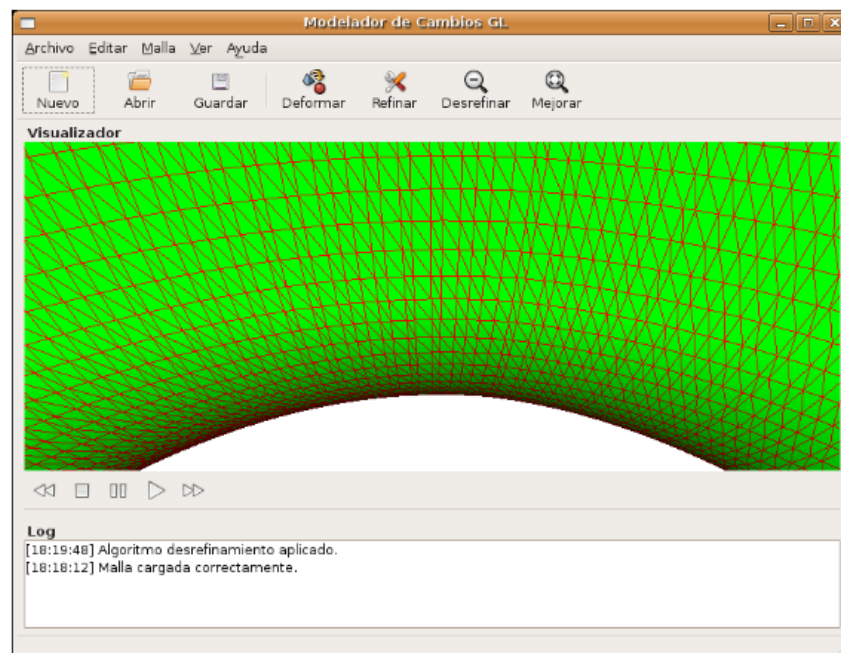 Modelador de Cambios GL
Archivo Editar Malla Ver Ayuda
Nuevo Abrir Guardar Deformar Refinar Desrefinar Mejorar
Visualizador
Log
[18:19:48] Algoritmo desrefinamiento aplicado.
[18:18:12] Malla cargada correctamente.